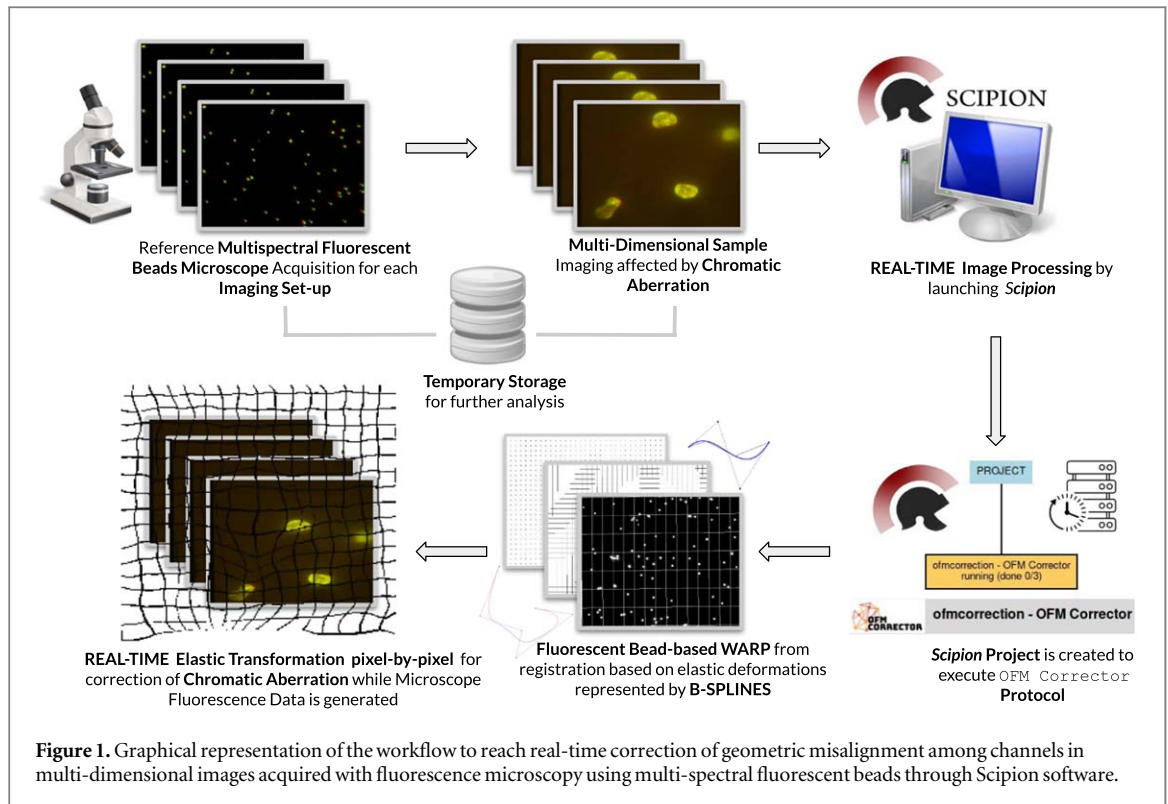 SCIPION
Reference Multispectral Fluorescent
Beads Microscope Acquisition for each
Imaging Set-up
Multi-Dimensional Sample
Imaging affected by Chromatic
Aberration
REAL-TIME Image Processing by
launching Scipion
Temporary Storage
for further analysis
PROJECT
ofmcorrection - OFM Corrector
running (done 0/3)
OFM
CORRECTOR
ofmcorrection - OFM Corrector
Scipion Project is created to
execute OFM Corrector
Protocol
Fluorescent Bead-based WARP from
registration based on elastic deformations
represented by B-SPLINES
REAL-TIME Elastic Transformation pixel-by-pixel for
correction of Chromatic Aberration while Microscope
Fluorescence Data is generated
Figure 1. Graphical representation of the workflow to reach real-time correction of geometric misalignment among channels in
multi-dimensional images acquired with fluorescence microscopy using multi-spectral fluorescent beads through Scipion software.